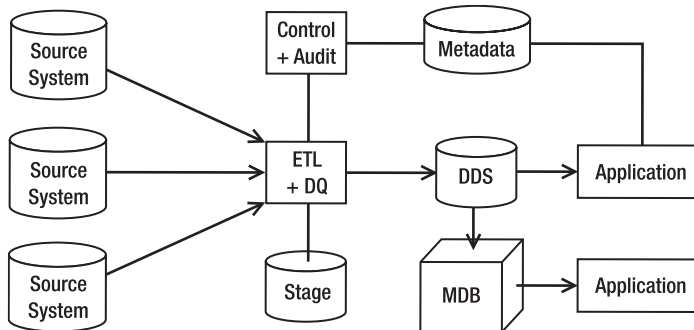 Source
System
Control
+ Audit
Metadata
Source
System
ETL
+ DQ
DDS
Application
Source
System
Stage
MDB
Application